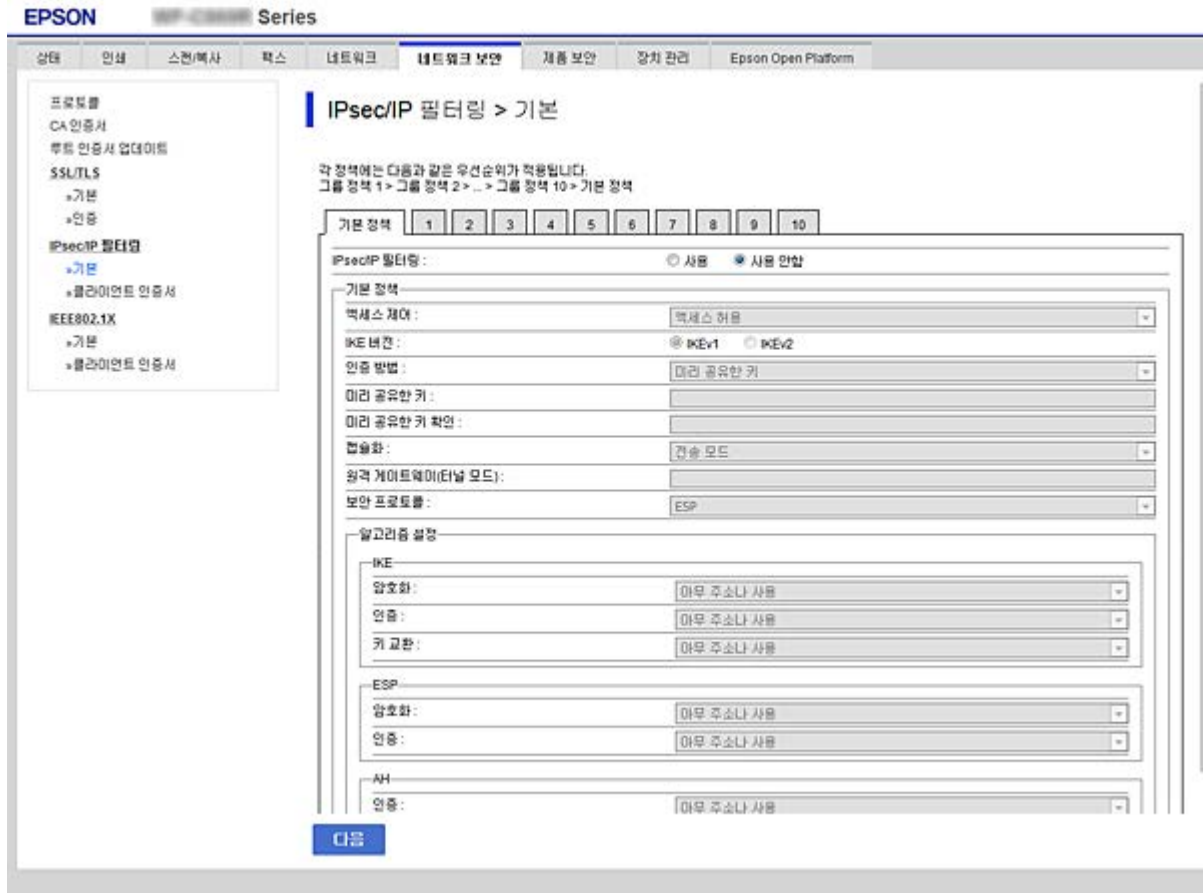 EPSON Series
상태 인쇄 스캔/복사 팩스 네트워크 네트워크 보안 제품 보안 장치 관리 Epson Open Platform
프로토콜
CA 인증서
루트 인증서 업데이트
SSL/TLS
»기본
»인증
IPsec/IP 필터링
»기본
»클라이언트 인증서
IEEE802.1X
»기본
»클라이언트 인증서
IPsec/IP 필터링 > 기본
각 정책에는 다음과 같은 우선순위가 적용됩니다.
그룹 정책 1 > 그룹 정책 2 > ... > 그룹 정책 10 > 기본 정책
기본 정책 1 2 3 4 5 6 7 8 9 10
IPsec/IP 필터링 : 사용 사용 안함
기본 정책
액세스 제어 : 액세스 허용
IKE 버전 : IKEv1 IKEv2
인증 방법 : 미리 공유한 키
미리 공유한 키 :
미리 공유한 키 확인 :
캡슐화 : 전송 모드
원격 게이트웨이(터널 모드) :
보안 프로토콜 : ESP
알고리즘 설정
IKE
암호화 : 아무 주소나 사용
인증 : 아무 주소나 사용
키 교환 : 아무 주소나 사용
ESP
암호화 : 아무 주소나 사용
인증 : 아무 주소나 사용
AH
인증 : 아무 주소나 사용
다음